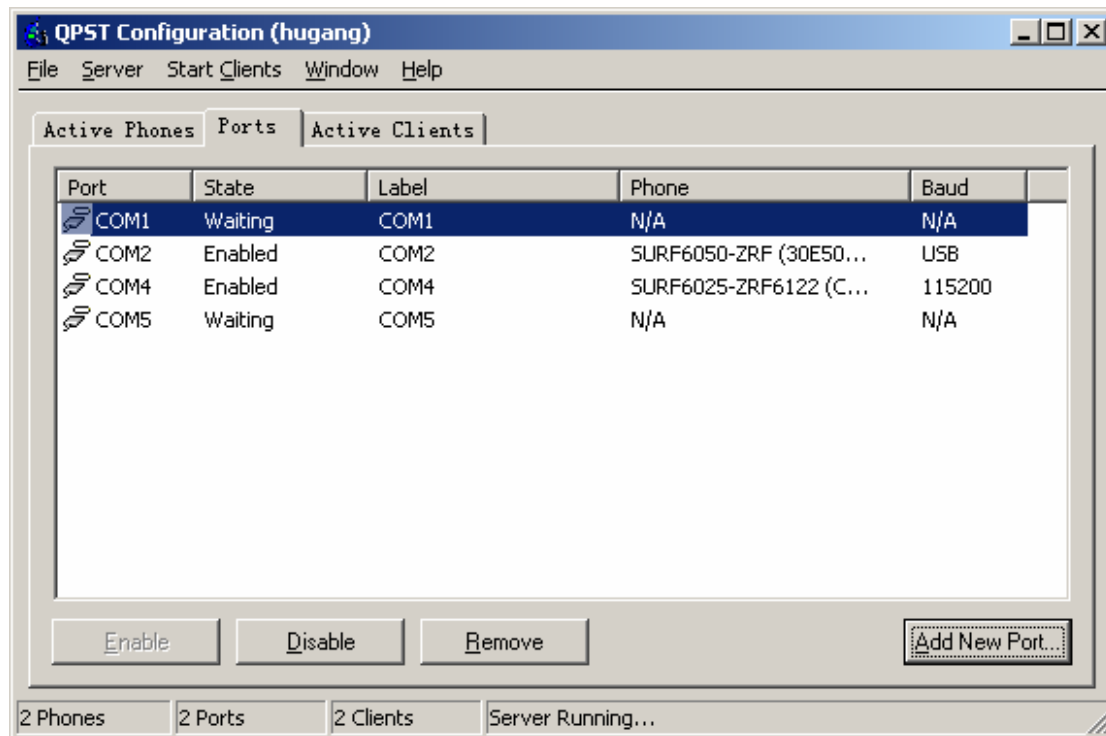 QPST Configuration (hugang)
File Server Start Clients Window Help
Active Phones Ports Active Clients
Port State Label Phone Baud
COM1 Waiting COM1 N/A N/A
COM2 Enabled COM2 SURF6050-ZRF (30E50... USB
COM4 Enabled COM4 SURF6025-ZRF6122 (C... 115200
COM5 Waiting COM5 N/A N/A
Enable Disable Remove Add New Port...
2 Phones 2 Ports 2 Clients Server Running...